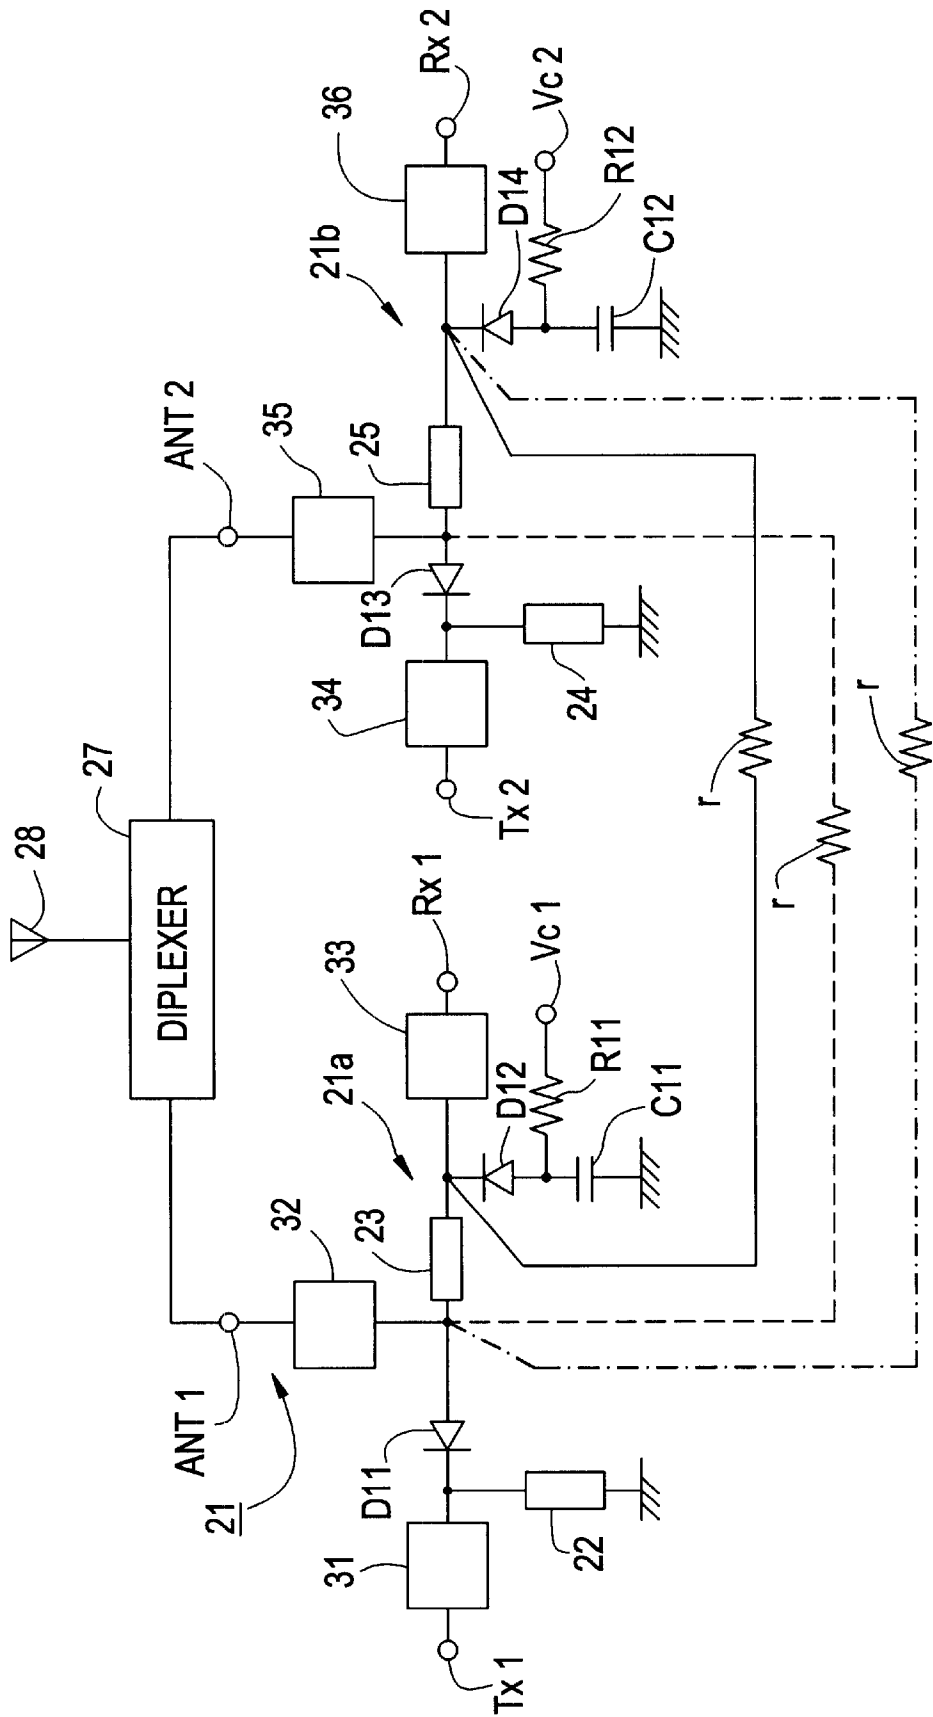 28
27
DIPLEXER
ANT 1
ANT 2
21
32
35
21a
21b
31
D11
23
33
Rx 1
34
D13
25
36
Rx 2
Tx 1
22
D12
R11
Vc 1
C11
Tx 2
24
D14
R12
Vc 2
C12
r
r
r